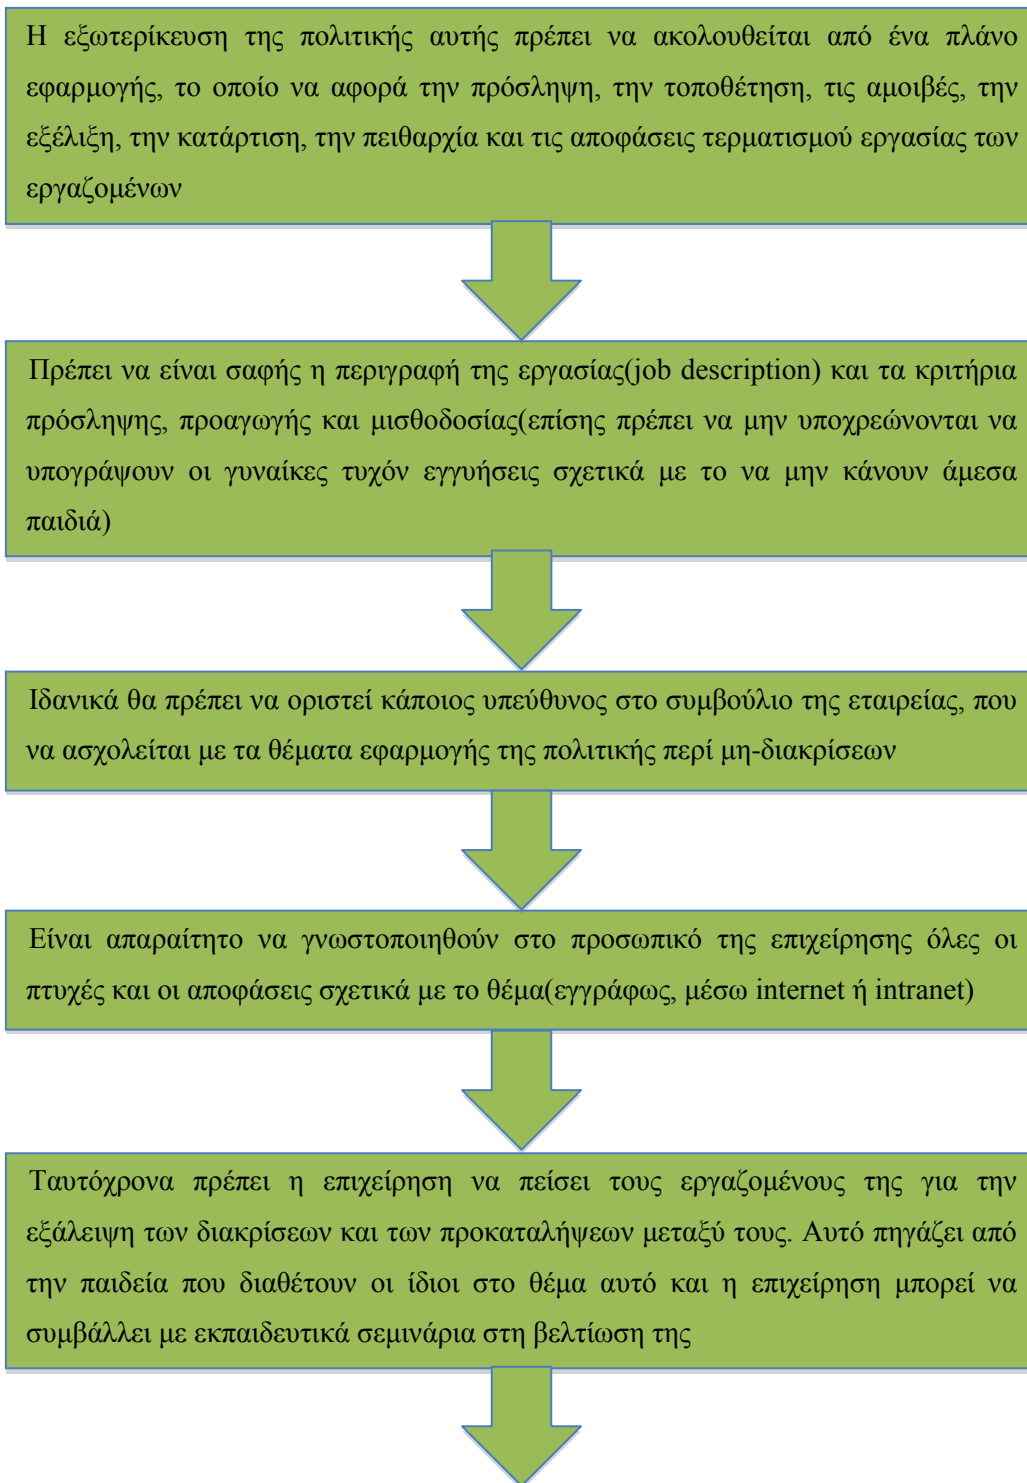 Η εξωτερίκευση της πολιτικής αυτής πρέπει να ακολουθείται από ένα πλάνο
εφαρμογής, το οποίο να αφορά την πρόσληψη, την τοποθέτηση, τις αμοιβές, την
εξέλιξη, την κατάρτιση, την πειθαρχία και τις αποφάσεις τερματισμού εργασίας των
εργαζομένων
Πρέπει να είναι σαφής η περιγραφή της εργασίας(job description) και τα κριτήρια
πρόσληψης, προαγωγής και μισθοδοσίας(επίσης πρέπει να μην υποχρεώνονται να
υπογράψουν οι γυναίκες τυχόν εγγυήσεις σχετικά με το να μην κάνουν άμεσα
παιδιά)
Ιδανικά θα πρέπει να οριστεί κάποιος υπεύθυνος στο συμβούλιο της εταιρείας, που
να ασχολείται με τα θέματα εφαρμογής της πολιτικής περί μη-διακρίσεων
Είναι απαραίτητο να γνωστοποιηθούν στο προσωπικό της επιχείρησης όλες οι
πτυχές και οι αποφάσεις σχετικά με το θέμα(εγγράφως, μέσω internet ή intranet)
Ταυτόχρονα πρέπει η επιχείρηση να πείσει τους εργαζομένους της για την
εξάλειψη των διακρίσεων και των προκαταλήψεων μεταξύ τους. Αυτό πηγάζει από
την παιδεία που διαθέτουν οι ίδιοι στο θέμα αυτό και η επιχείρηση μπορεί να
συμβάλλει με εκπαιδευτικά σεμινάρια στη βελτίωση της